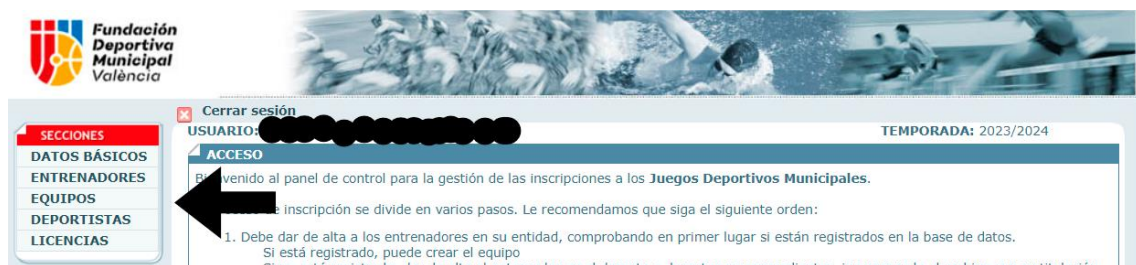 Fundación
Deportiva
Municipal
València
Cerrar sesión
USUARIO:
TEMPORADA: 2023/2024
SECCIONES
DATOS BÁSICOS
ENTRENADORES
EQUIPOS
DEPORTISTAS
LICENCIAS
ACCESO
al panel de control para la gestión de las inscripciones a los Juegos Deportivos Municipales.
inscripción se divide en varios pasos. Le recomendamos que siga el siguiente orden:
1. Debe dar de alta a los entrenadores en su entidad, comprobando en primer lugar si están registrados en la base de datos.
Si está registrado, puede crear el equipo